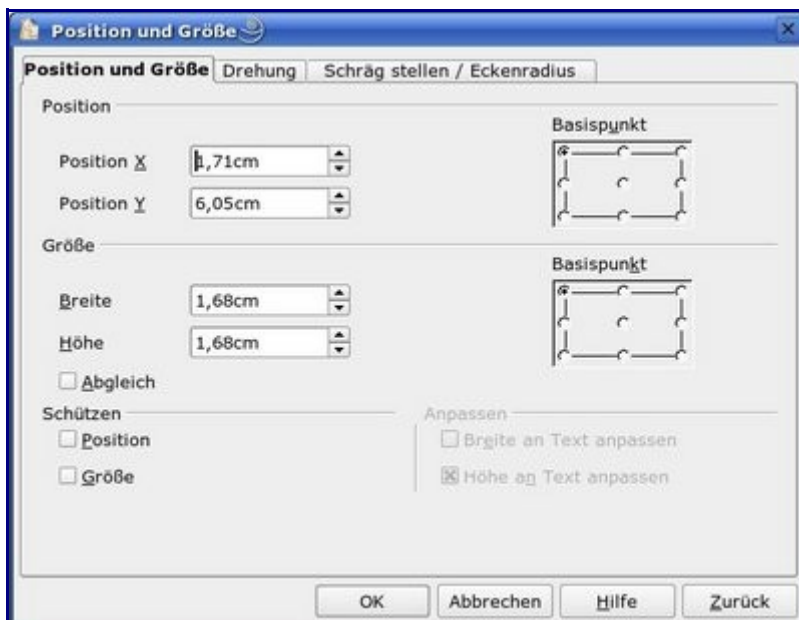 Position und Größe
Position und Größe Drehung Schräg stellen / Eckenradius
Position
Basispunkt
Position X 1,71cm
Position Y 6,05cm
Größe
Basispunkt
Breite 1,68cm
Höhe 1,68cm
Abgleich
Schützen Anpassen
Position Breite an Text anpassen
Größe Höhe an Text anpassen
OK Abbrechen Hilfe Zurück